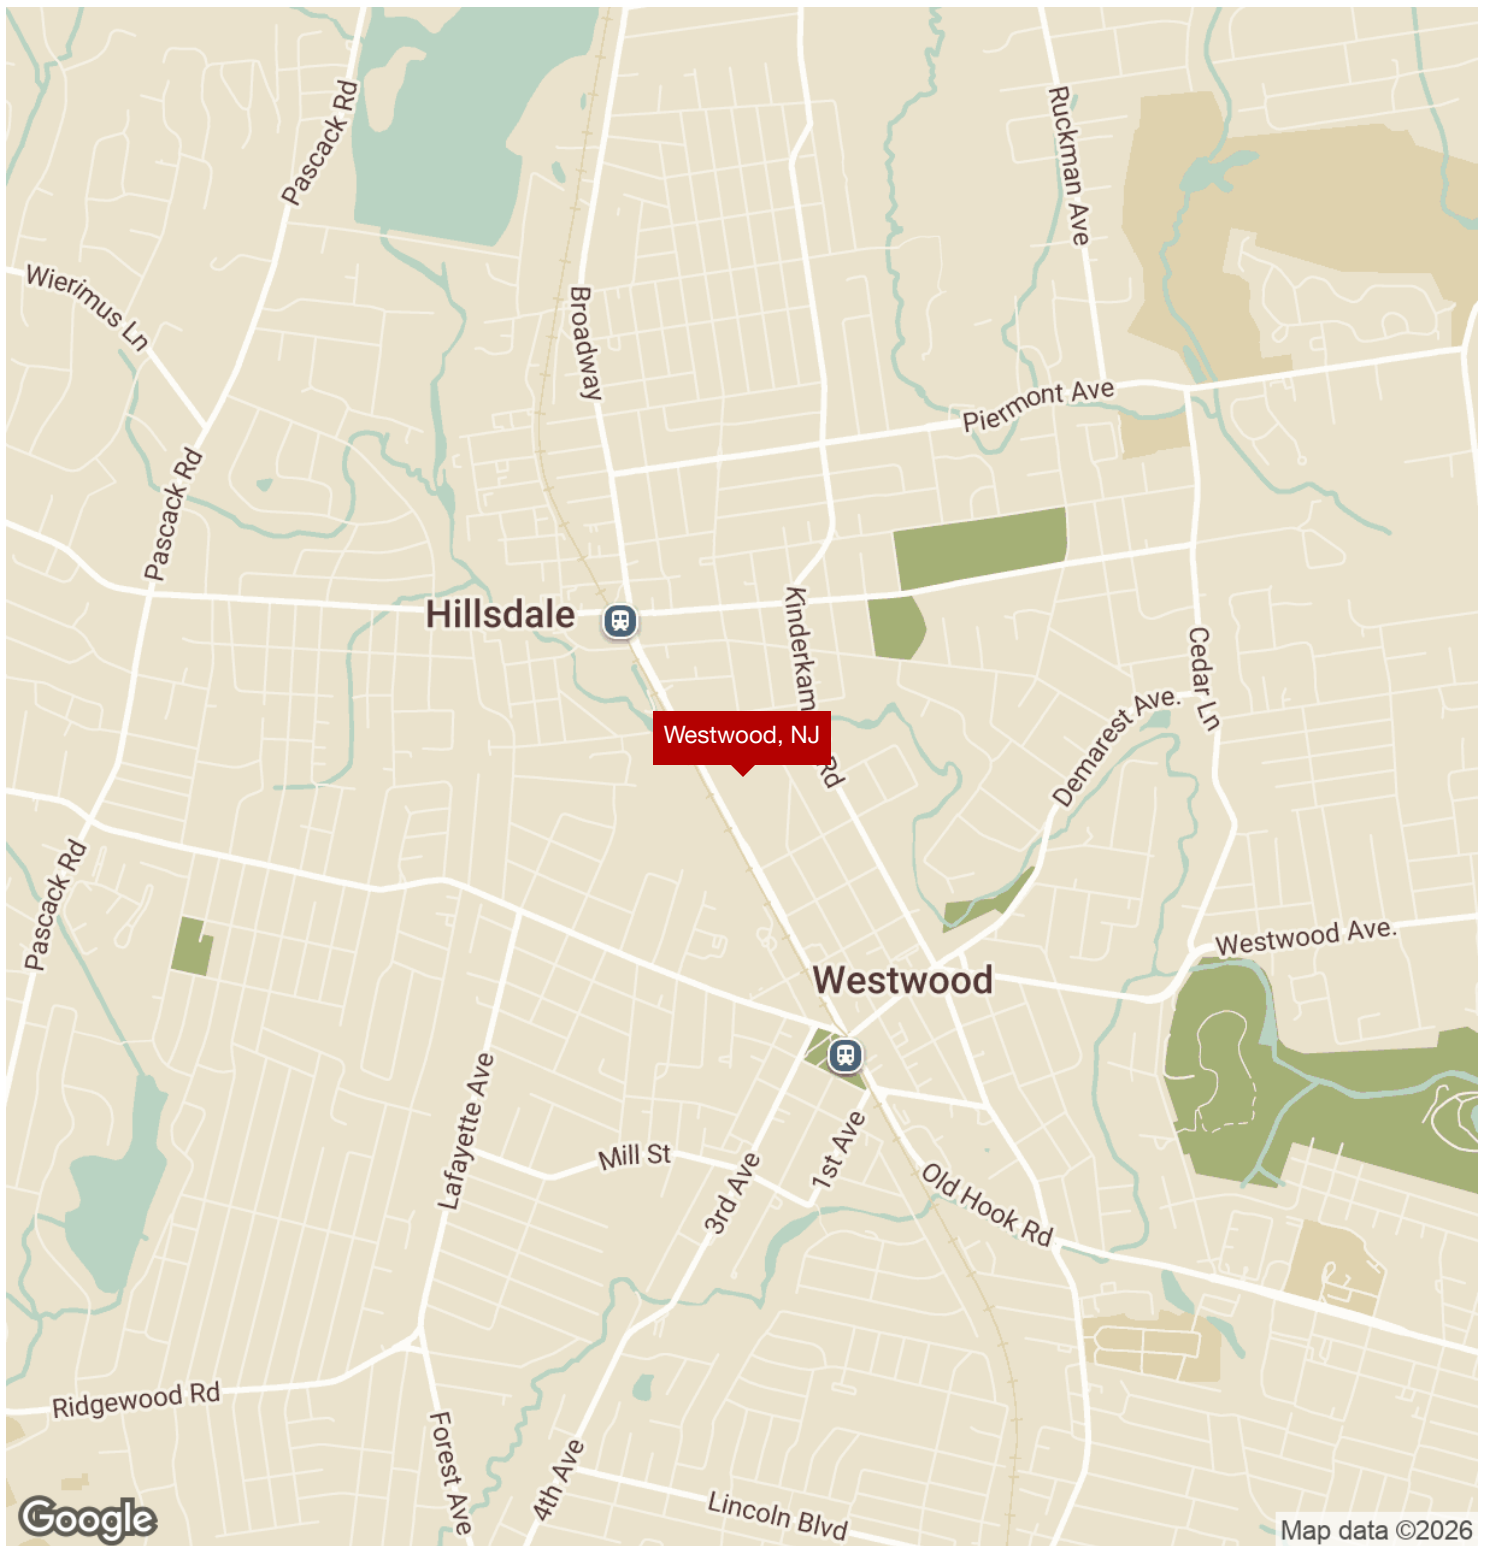 Pascack Rd
Ruckman Ave
Wierimus Ln
Broadway
Piermont Ave
Pascack Rd
Hillsdale
Kinderkam
Rd
Cedar Ln
Demarest Ave.
Westwood, NJ
Pascack Rd
Westwood Ave.
Westwood
Lafayette Ave
Mill St
3rd Ave
1st Ave
Old Hook Rd
Ridgewood Rd
Forest Ave
4th Ave
Lincoln Blvd
Google
Map data ©2026